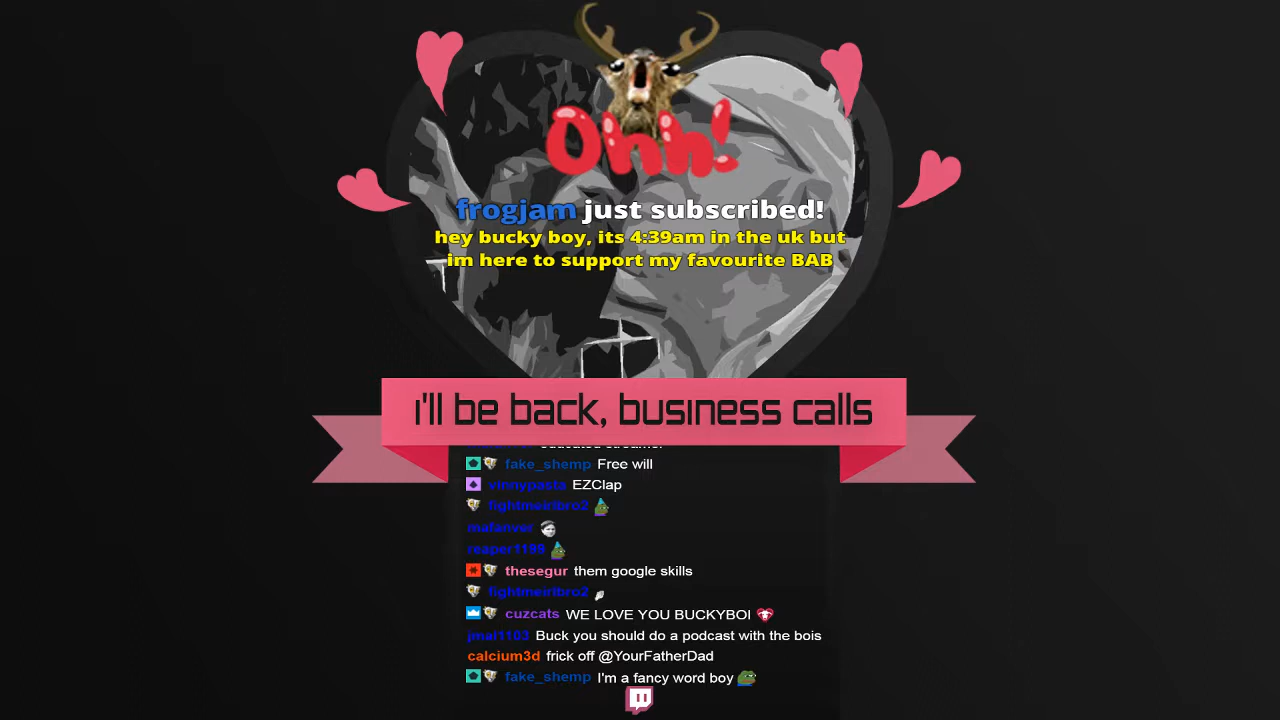 Ohh!
frogjam just subscribed!
hey bucky boy, its 4:39am in the uk but
im here to support my favourite BAB
i'll be back, business calls
fake_shemp Free will
vinnypasta EZClap
fightmeirlbro2
mafanver
reaper1199
thesegur them google skills
fightmeirlbro2
cuzcats WE LOVE YOU BUCKYBOI
jmal1103 Buck you should do a podcast with the bois
calcium3d frick off @YourFatherDad
fake_shemp I'm a fancy word boy